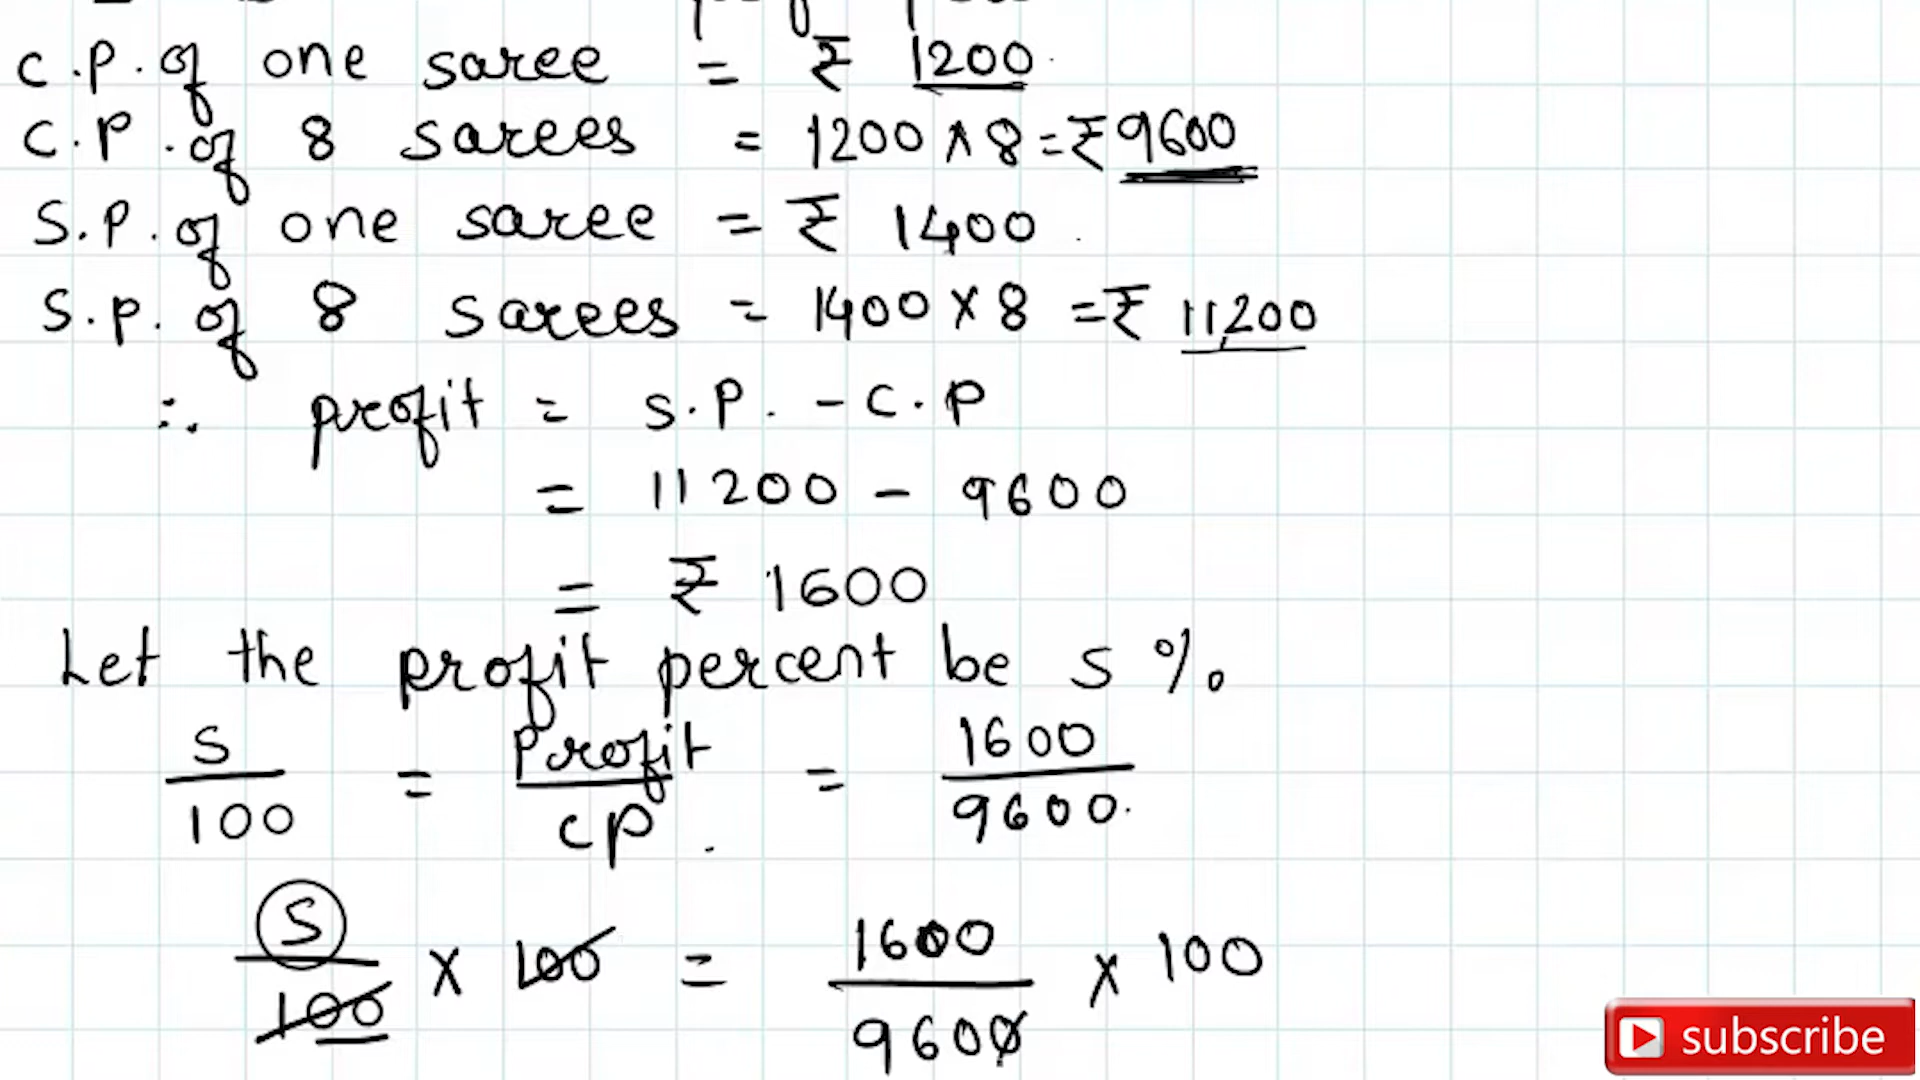 C.P. of one saree = ₹ 1200
C.P. of 8 sarees = 1200 × 8 = ₹ 9600
S.P. of one saree = ₹ 1400
S.P. of 8 sarees = 1400 × 8 = ₹ 11,200
∴ profit = S.P. - C.P
= 11200 - 9600
= ₹ 1600
Let the profit percent be S %.
S/100 = Profit/CP = 1600/9600
S/100 × 100 = 1600/9600 × 100
subscribe